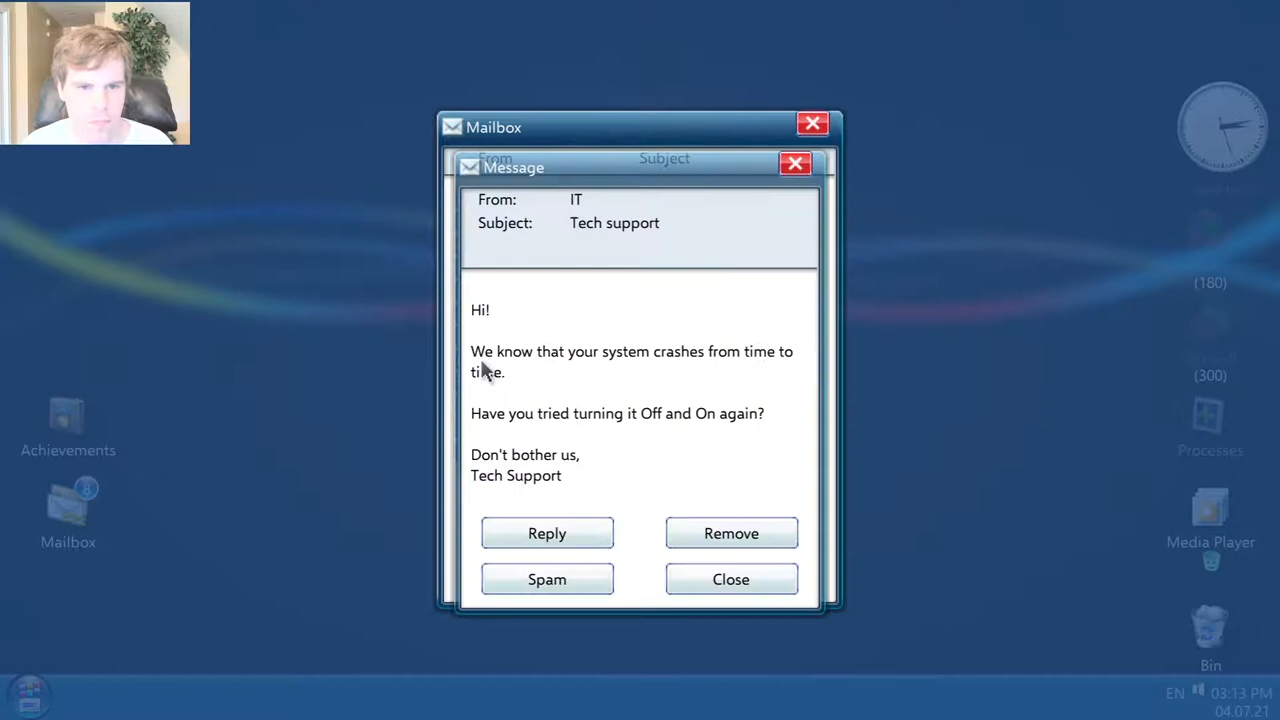 Mailbox
From Subject
Message
From: IT
Subject: Tech support
Hi!
We know that your system crashes from time to
time.
Have you tried turning it Off and On again?
Don't bother us,
Tech Support
Reply Remove
Spam Close
Achievements
8
Mailbox
(180)
(300)
Processes
Media Player
Bin
EN 03:13 PM
04.07.21